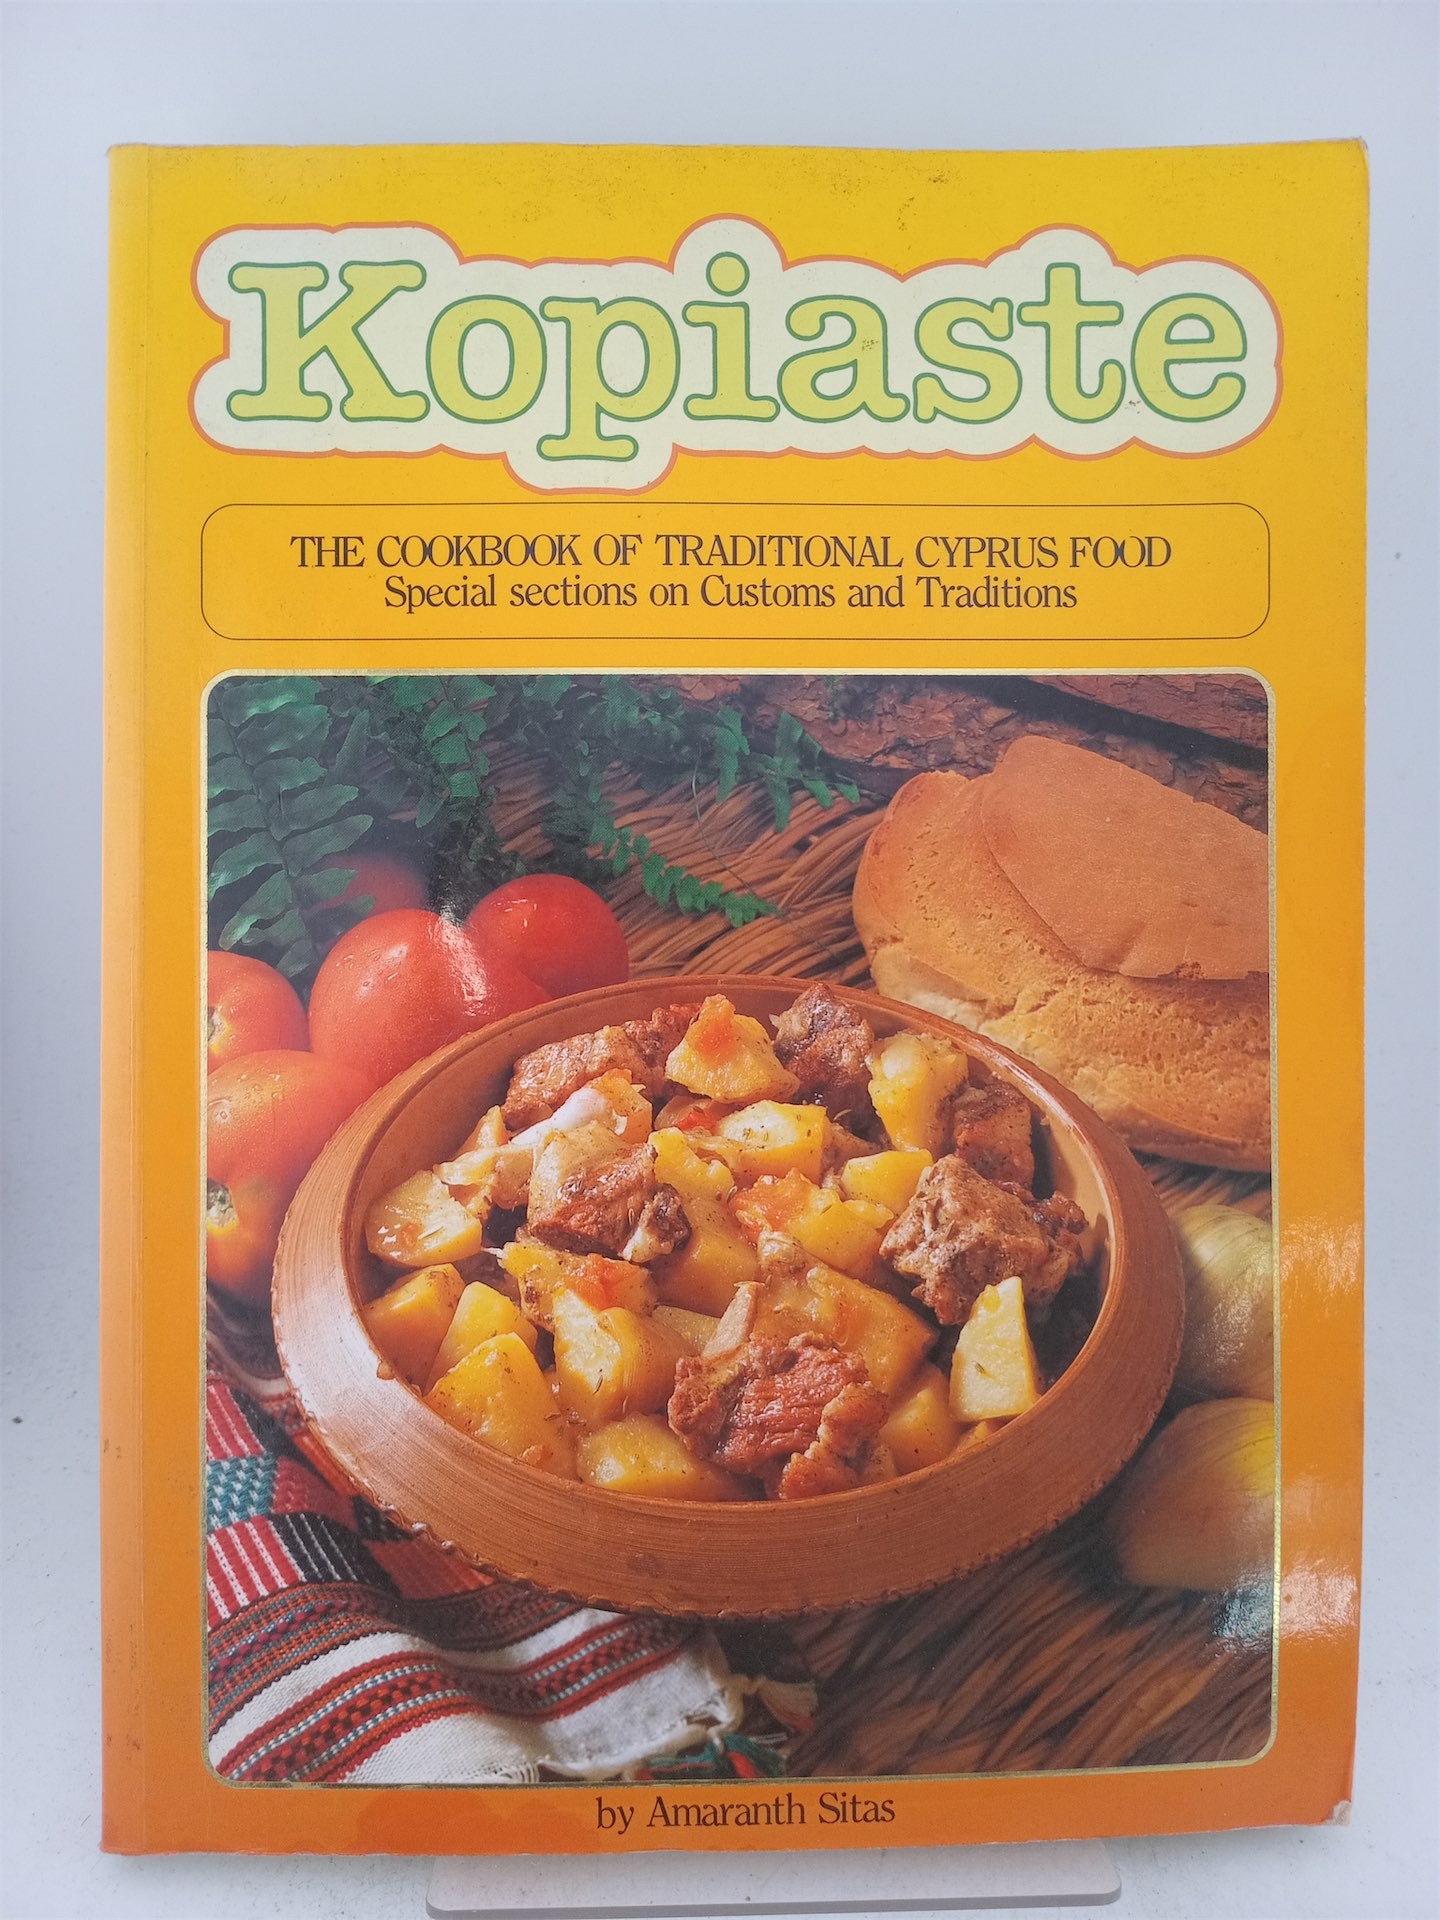 Kopiaste
THE COOKBOOK OF TRADITIONAL CYPRUS FOOD
Special sections on Customs and Traditions
by Amaranth Sitas